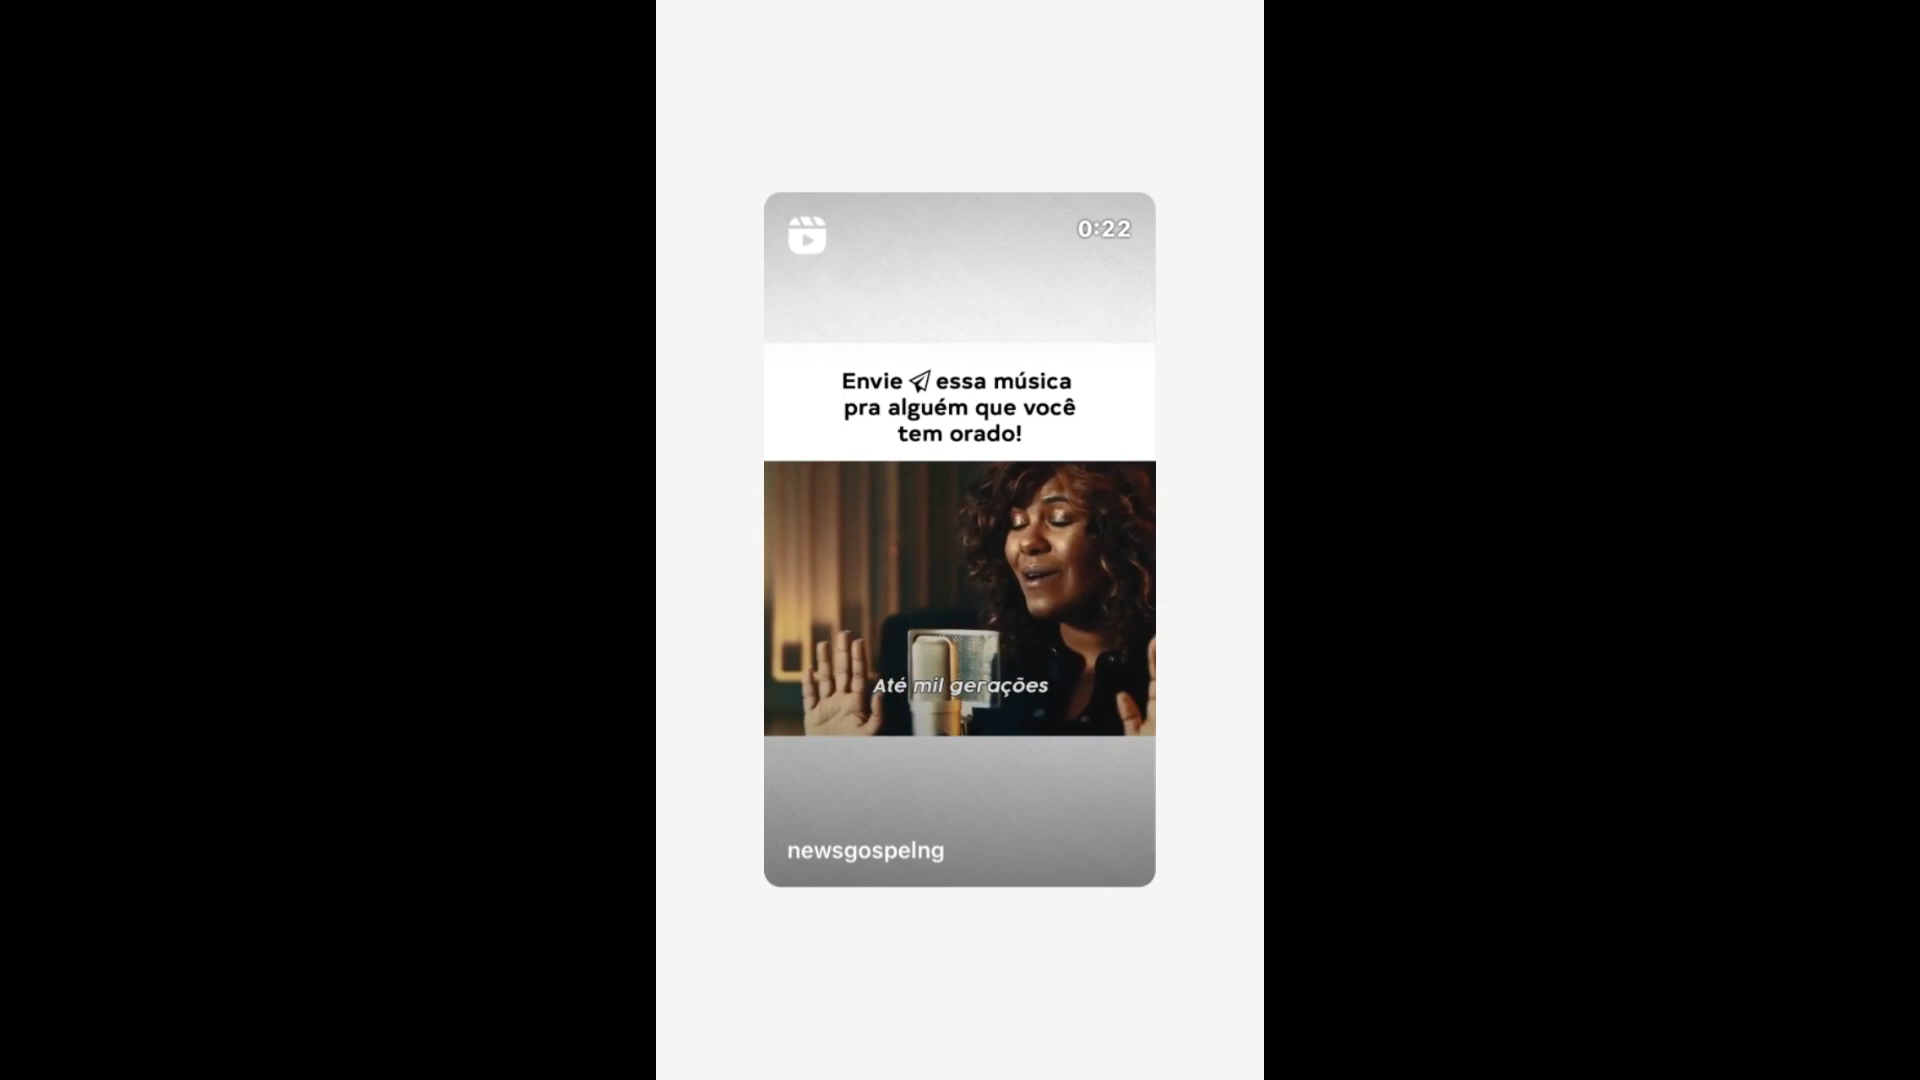 0:22
Envie essa música
pra alguém que você
tem orado!
Até mil gerações
newsgospelng